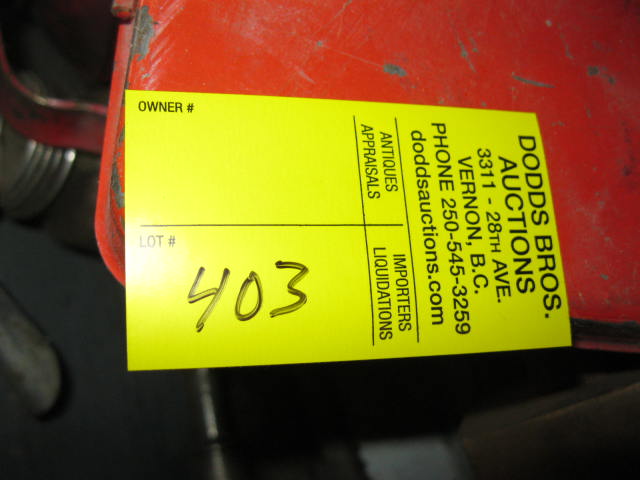 OWNER #
LOT #
403
DODDS BROS.
AUCTIONS
3311 - 28TH AVE.
VERNON, B.C.
PHONE 250-545-3259
doddsauctions.com
ANTIQUES
APPRAISALS
IMPORTERS
LIQUIDATIONS